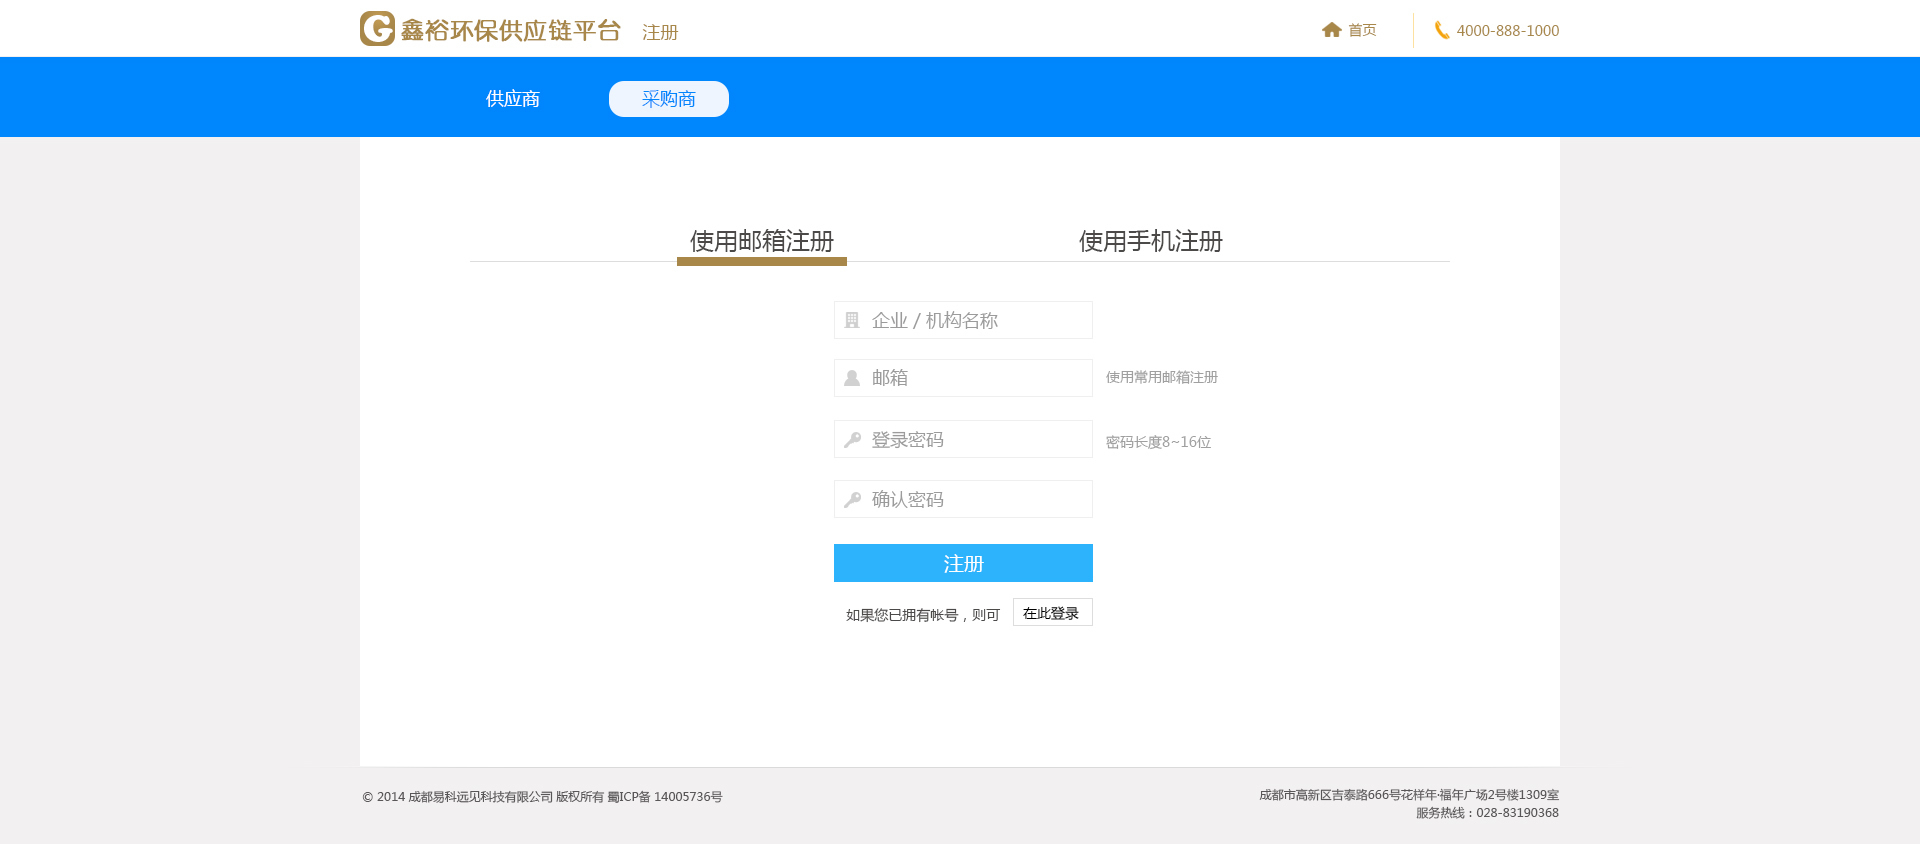 鑫裕环保供应链平台 注册 首页 4000-888-1000
供应商 采购商
使用邮箱注册 使用手机注册
企业 / 机构名称
邮箱 使用常用邮箱注册
登录密码 密码长度8~16位
确认密码
注册
如果您已拥有帐号，则可 在此登录
© 2014 成都易科远见科技有限公司 版权所有 蜀ICP备 14005736号
成都市高新区吉泰路666号花样年·福年广场2号楼1309室
服务热线：028-83190368